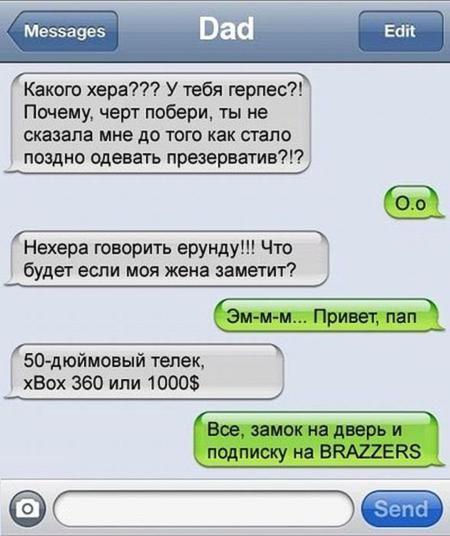 Messages
Dad
Edit
Какого хера??? У тебя герпес?!
Почему, черт побери, ты не
сказала мне до того как стало
поздно одевать презерватив?!?
О.о
Нехера говорить ерунду!!! Что
будет если моя жена заметит?
Эм-м-м... Привет, пап
50-дюймовый телек,
xBox 360 или 1000$
Все, замок на дверь и
подписку на BRAZZERS
Send